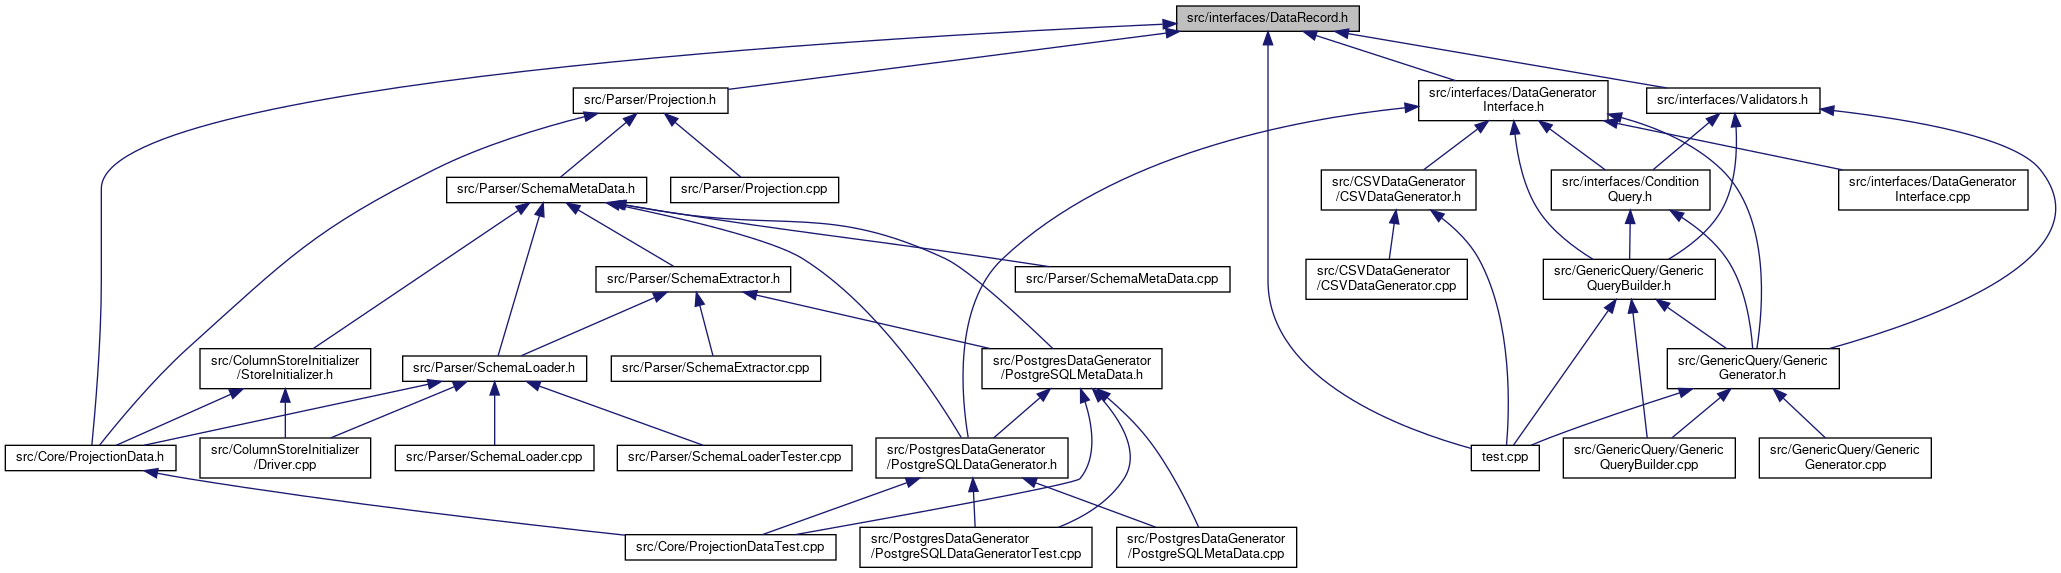 src/interfaces/DataRecord.h
src/Parser/Projection.h
src/interfaces/DataGenerator
Interface.h
src/interfaces/Validators.h
src/Parser/SchemaMetaData.h
src/Parser/Projection.cpp
src/CSVDataGenerator
/CSVDataGenerator.h
src/interfaces/Condition
Query.h
src/interfaces/DataGenerator
Interface.cpp
src/Parser/SchemaExtractor.h
src/Parser/SchemaMetaData.cpp
src/CSVDataGenerator
/CSVDataGenerator.cpp
src/GenericQuery/Generic
QueryBuilder.h
src/ColumnStoreInitializer
/StoreInitializer.h
src/Parser/SchemaLoader.h
src/Parser/SchemaExtractor.cpp
src/PostgresDataGenerator
/PostgreSQLMetaData.h
src/GenericQuery/Generic
Generator.h
src/Core/ProjectionData.h
src/ColumnStoreInitializer
/Driver.cpp
src/Parser/SchemaLoader.cpp
src/Parser/SchemaLoaderTester.cpp
src/PostgresDataGenerator
/PostgreSQLDataGenerator.h
test.cpp
src/GenericQuery/Generic
QueryBuilder.cpp
src/GenericQuery/Generic
Generator.cpp
src/Core/ProjectionDataTest.cpp
src/PostgresDataGenerator
/PostgreSQLDataGeneratorTest.cpp
src/PostgresDataGenerator
/PostgreSQLMetaData.cpp